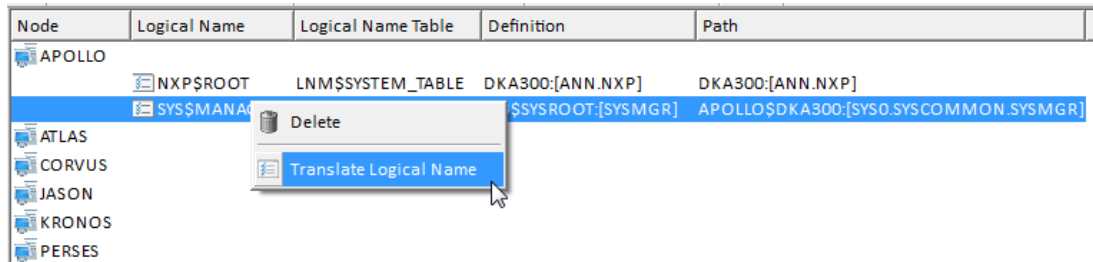 Node Logical Name Logical Name Table Definition Path
APOLLO
NXP$ROOT LNM$SYSTEM_TABLE DKA300:[ANN.NXP] DKA300:[ANN.NXP]
SYS$MANA $SYSROOT:[SYSMGR] APOLLO$DKA300:[SYS0.SYSCOMMON.SYSMGR]
Delete
ATLAS
CORVUS
Translate Logical Name
JASON
KRONOS
PERSES